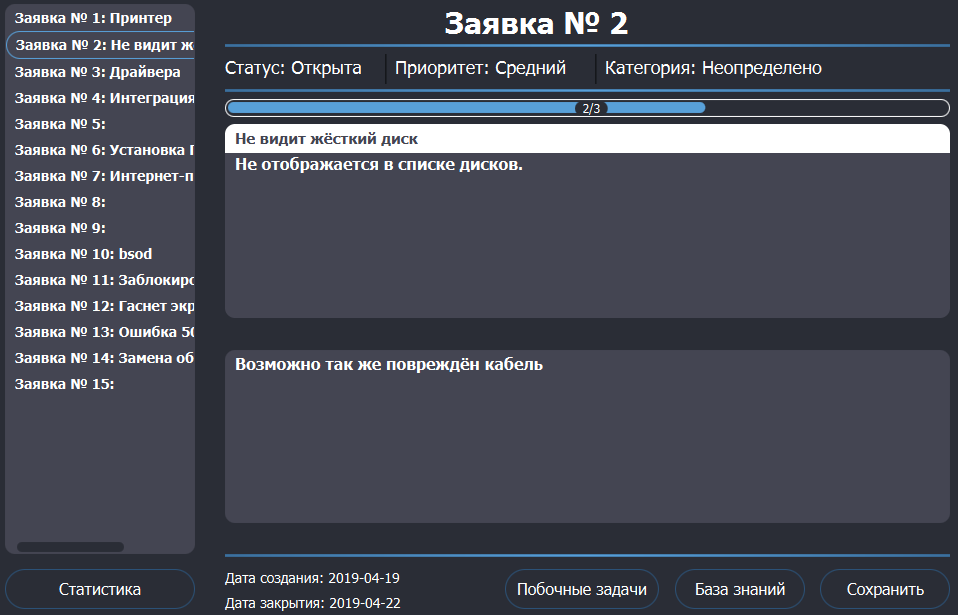 Заявка № 1: Принтер
Заявка № 2: Не видит ж
Заявка № 3: Драйвера
Заявка № 4: Интеграция
Заявка № 5:
Заявка № 6: Установка П
Заявка № 7: Интернет-п
Заявка № 8:
Заявка № 9:
Заявка № 10: bsod
Заявка № 11: Заблокиро
Заявка № 12: Гаснет экр
Заявка № 13: Ошибка 50
Заявка № 14: Замена об
Заявка № 15:
Статистика
Заявка № 2
Статус: Открыта Приоритет: Средний Категория: Неопределено
2/3
Не видит жёсткий диск
Не отображается в списке дисков.
Возможно так же повреждён кабель
Дата создания: 2019-04-19
Дата закрытия: 2019-04-22
Побочные задачи База знаний Сохранить